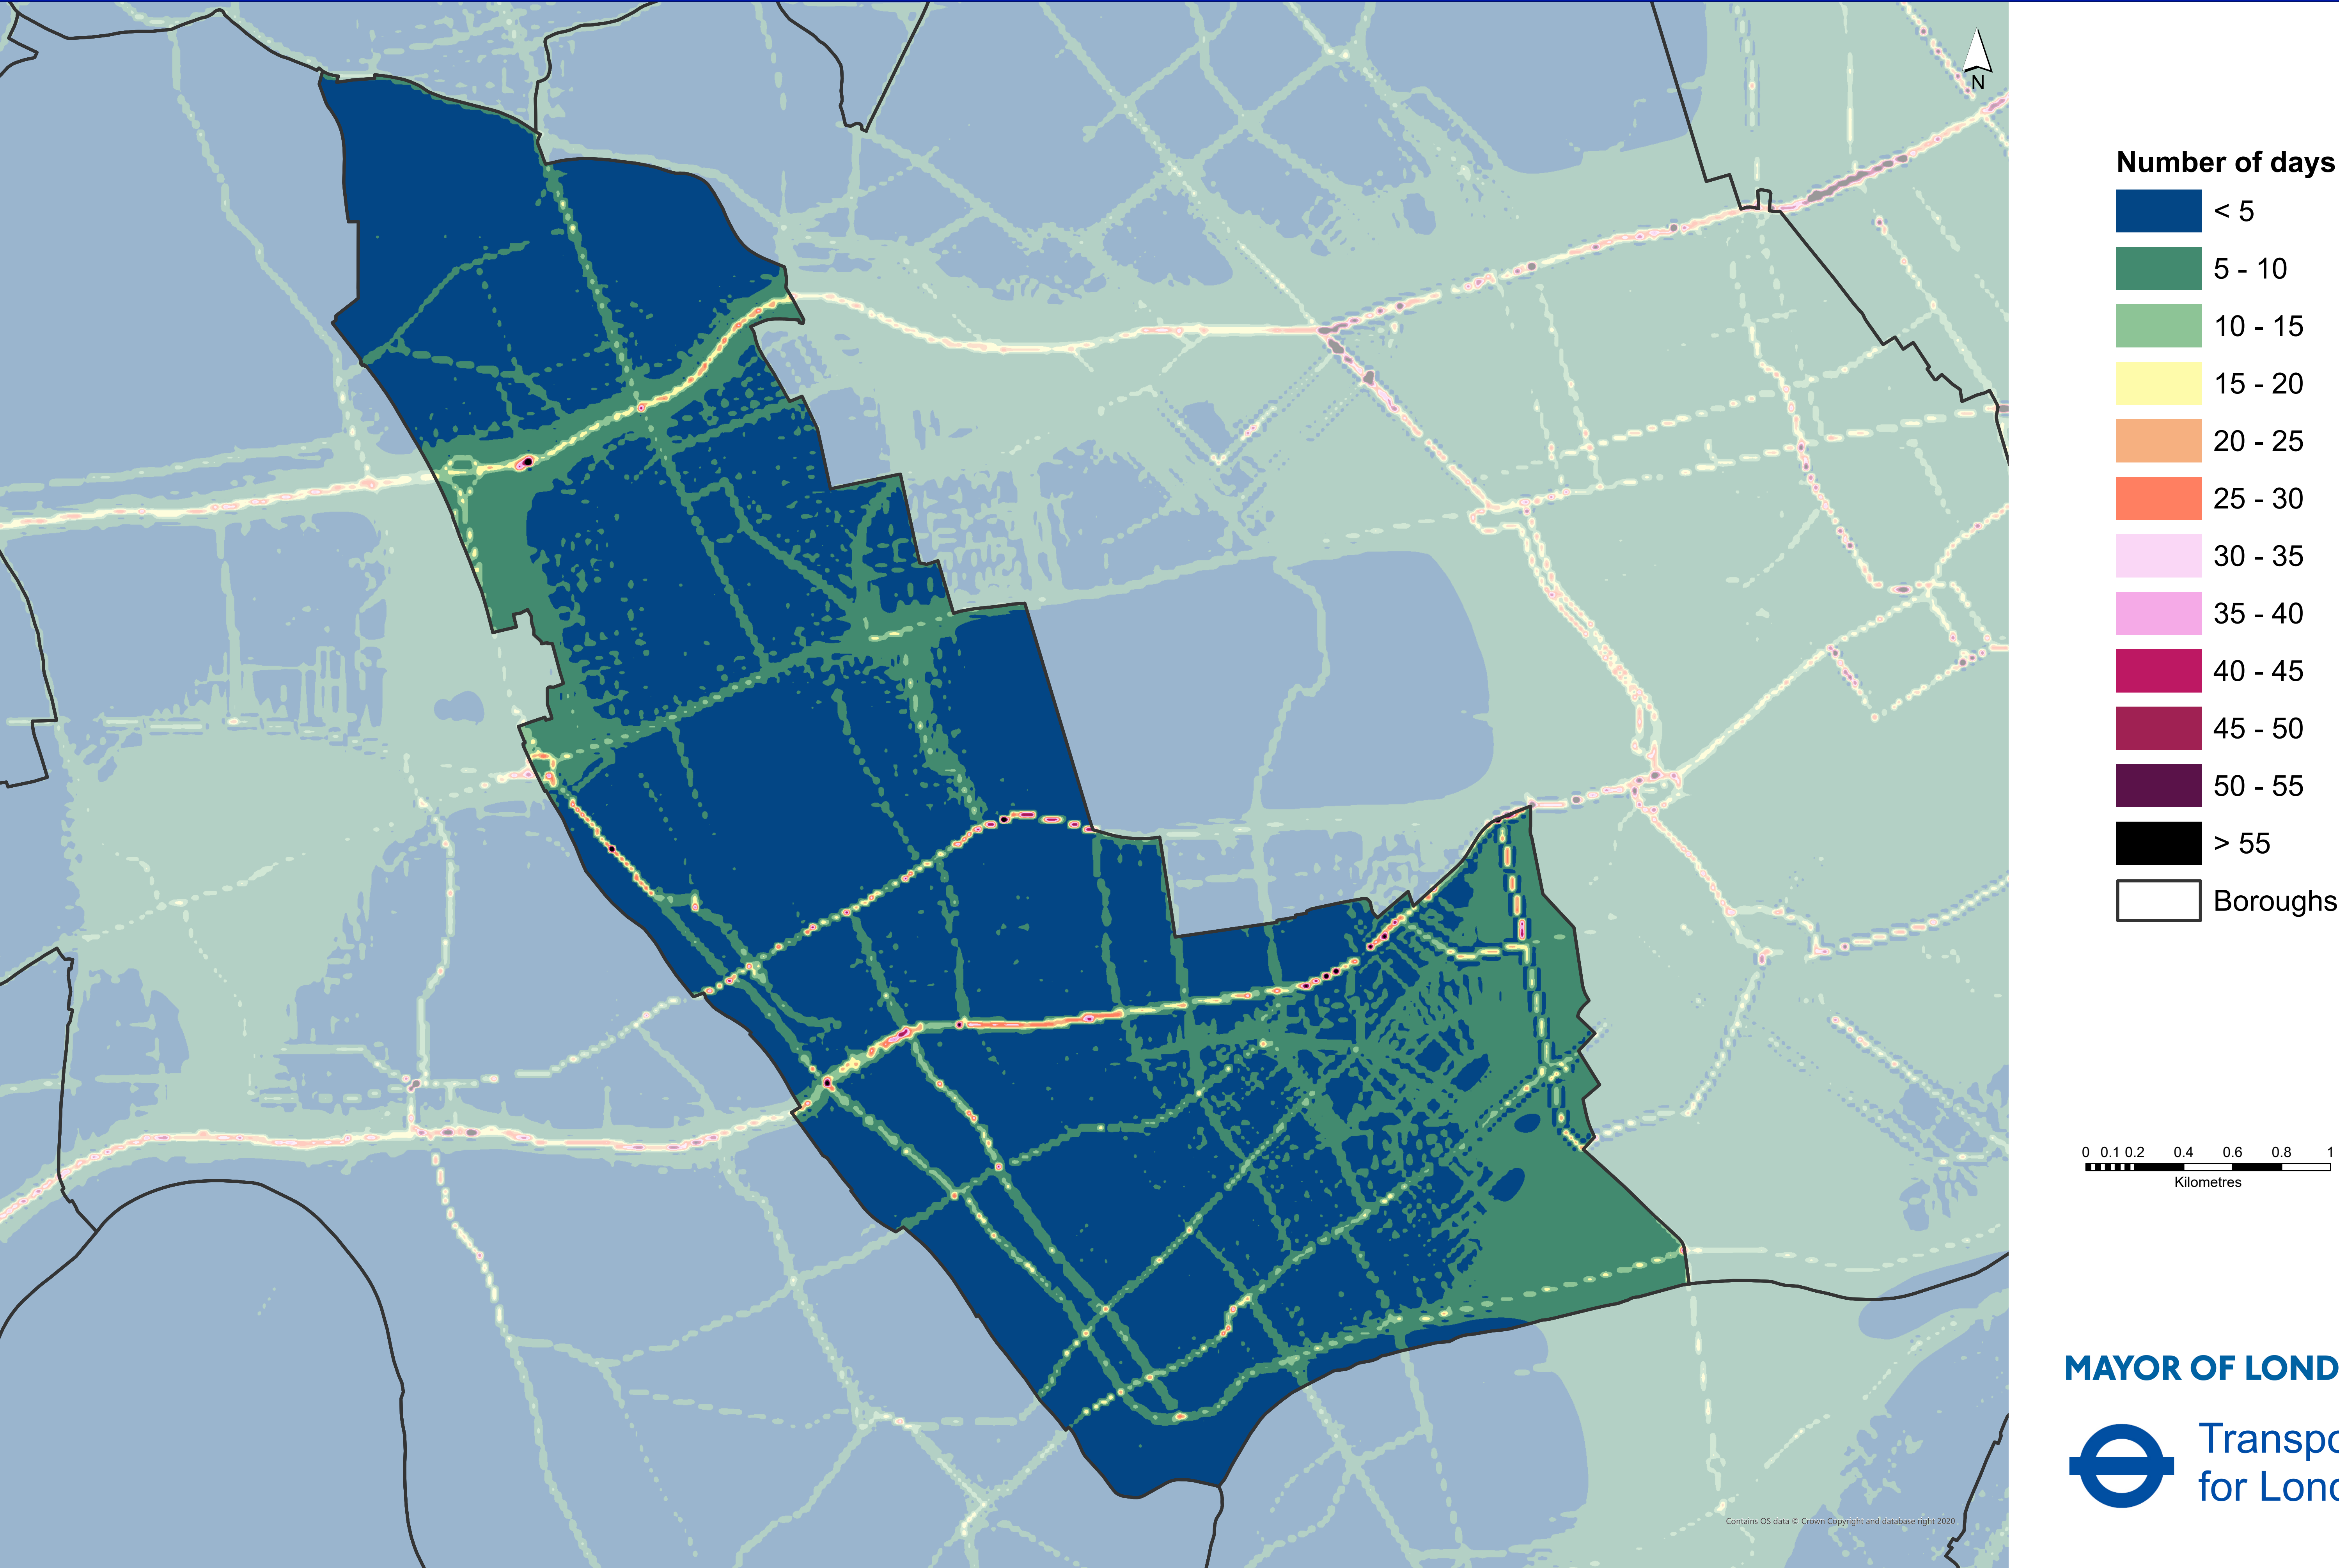 N
Number of days
< 5
5 - 10
10 - 15
15 - 20
20 - 25
25 - 30
30 - 35
35 - 40
40 - 45
45 - 50
50 - 55
> 55
Boroughs
0 0.1 0.2 0.4 0.6 0.8 1
Kilometres
MAYOR OF LOND
Transpo
for Lond
Contains OS data © Crown Copyright and database right 2020